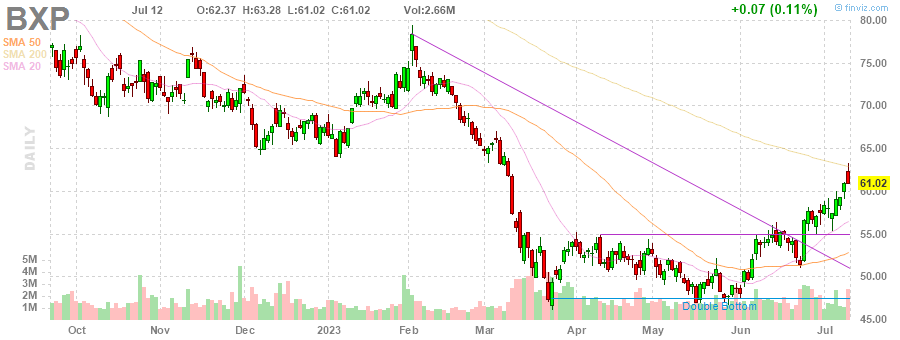 BXP Jul 12 O:62.37 H:63.28 L:61.02 C:61.02 Vol:2.66M +0.07 (0.11%) © finviz.com
SMA 50
SMA 200
SMA 20
DAILY
80.00
75.00
70.00
65.00
61.02
60.00
55.00
50.00
45.00
5M
4M
3M
2M
1M
Double Bottom
Oct Nov Dec 2023 Feb Mar Apr May Jun Jul